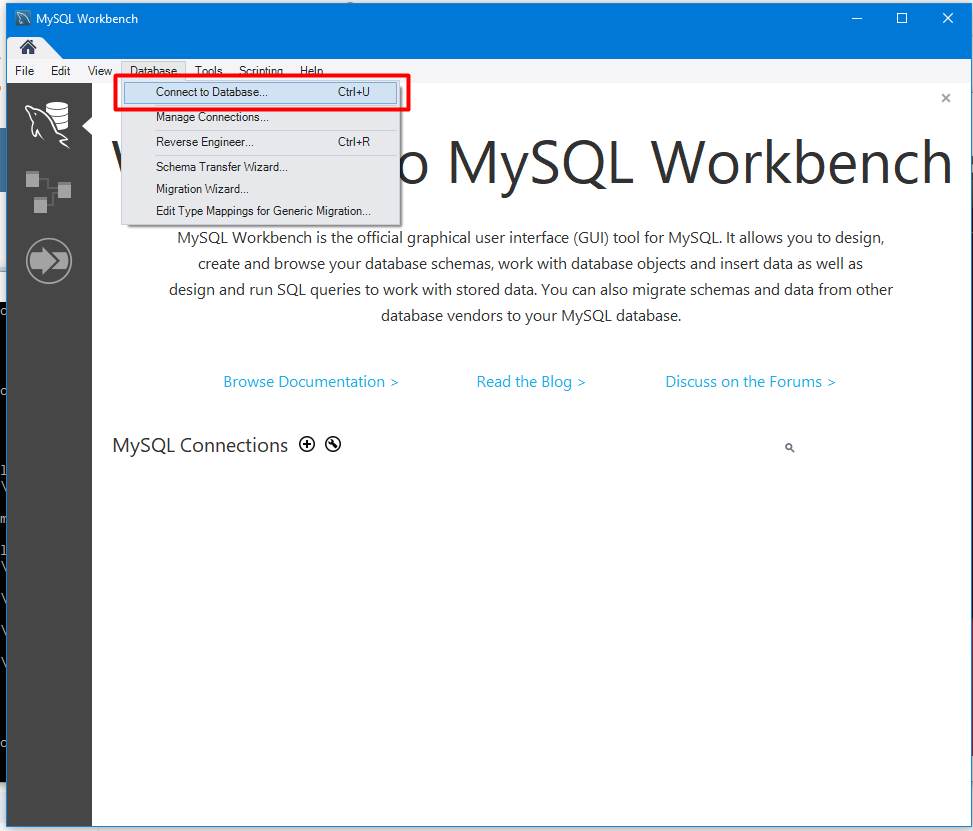 MySQL Workbench
File Edit View Database Tools Scripting Help
Connect to Database... Ctrl+U
Manage Connections...
Reverse Engineer... Ctrl+R
Schema Transfer Wizard...
Migration Wizard...
Edit Type Mappings for Generic Migration...
o MySQL Workbench
MySQL Workbench is the official graphical user interface (GUI) tool for MySQL. It allows you to design,
create and browse your database schemas, work with database objects and insert data as well as
design and run SQL queries to work with stored data. You can also migrate schemas and data from other
database vendors to your MySQL database.
Browse Documentation > Read the Blog > Discuss on the Forums >
MySQL Connections